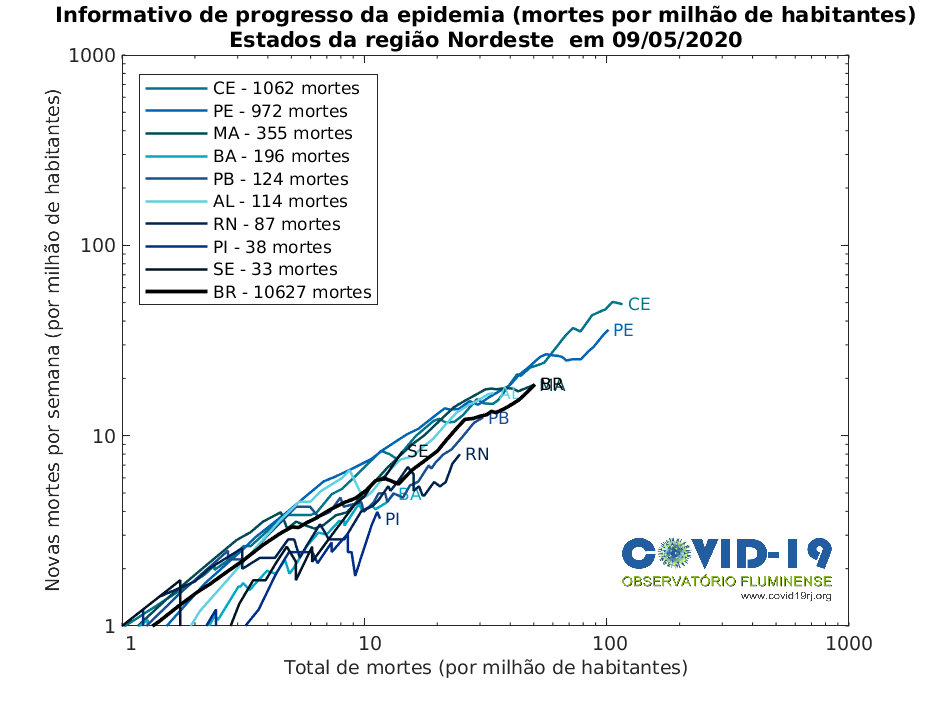 Informativo de progresso da epidemia (mortes por milhão de habitantes)
Estados da região Nordeste em 09/05/2020
Novas mortes por semana (por milhão de habitantes)
1000
100
10
1
CE - 1062 mortes
PE - 972 mortes
MA - 355 mortes
BA - 196 mortes
PB - 124 mortes
AL - 114 mortes
RN - 87 mortes
PI - 38 mortes
SE - 33 mortes
BR - 10627 mortes
CE
PE
BR
MA
AL
PB
SE
RN
BA
PI
COVID-19
OBSERVATÓRIO FLUMINENSE
www.covid19rj.org
1
10
100
1000
Total de mortes (por milhão de habitantes)